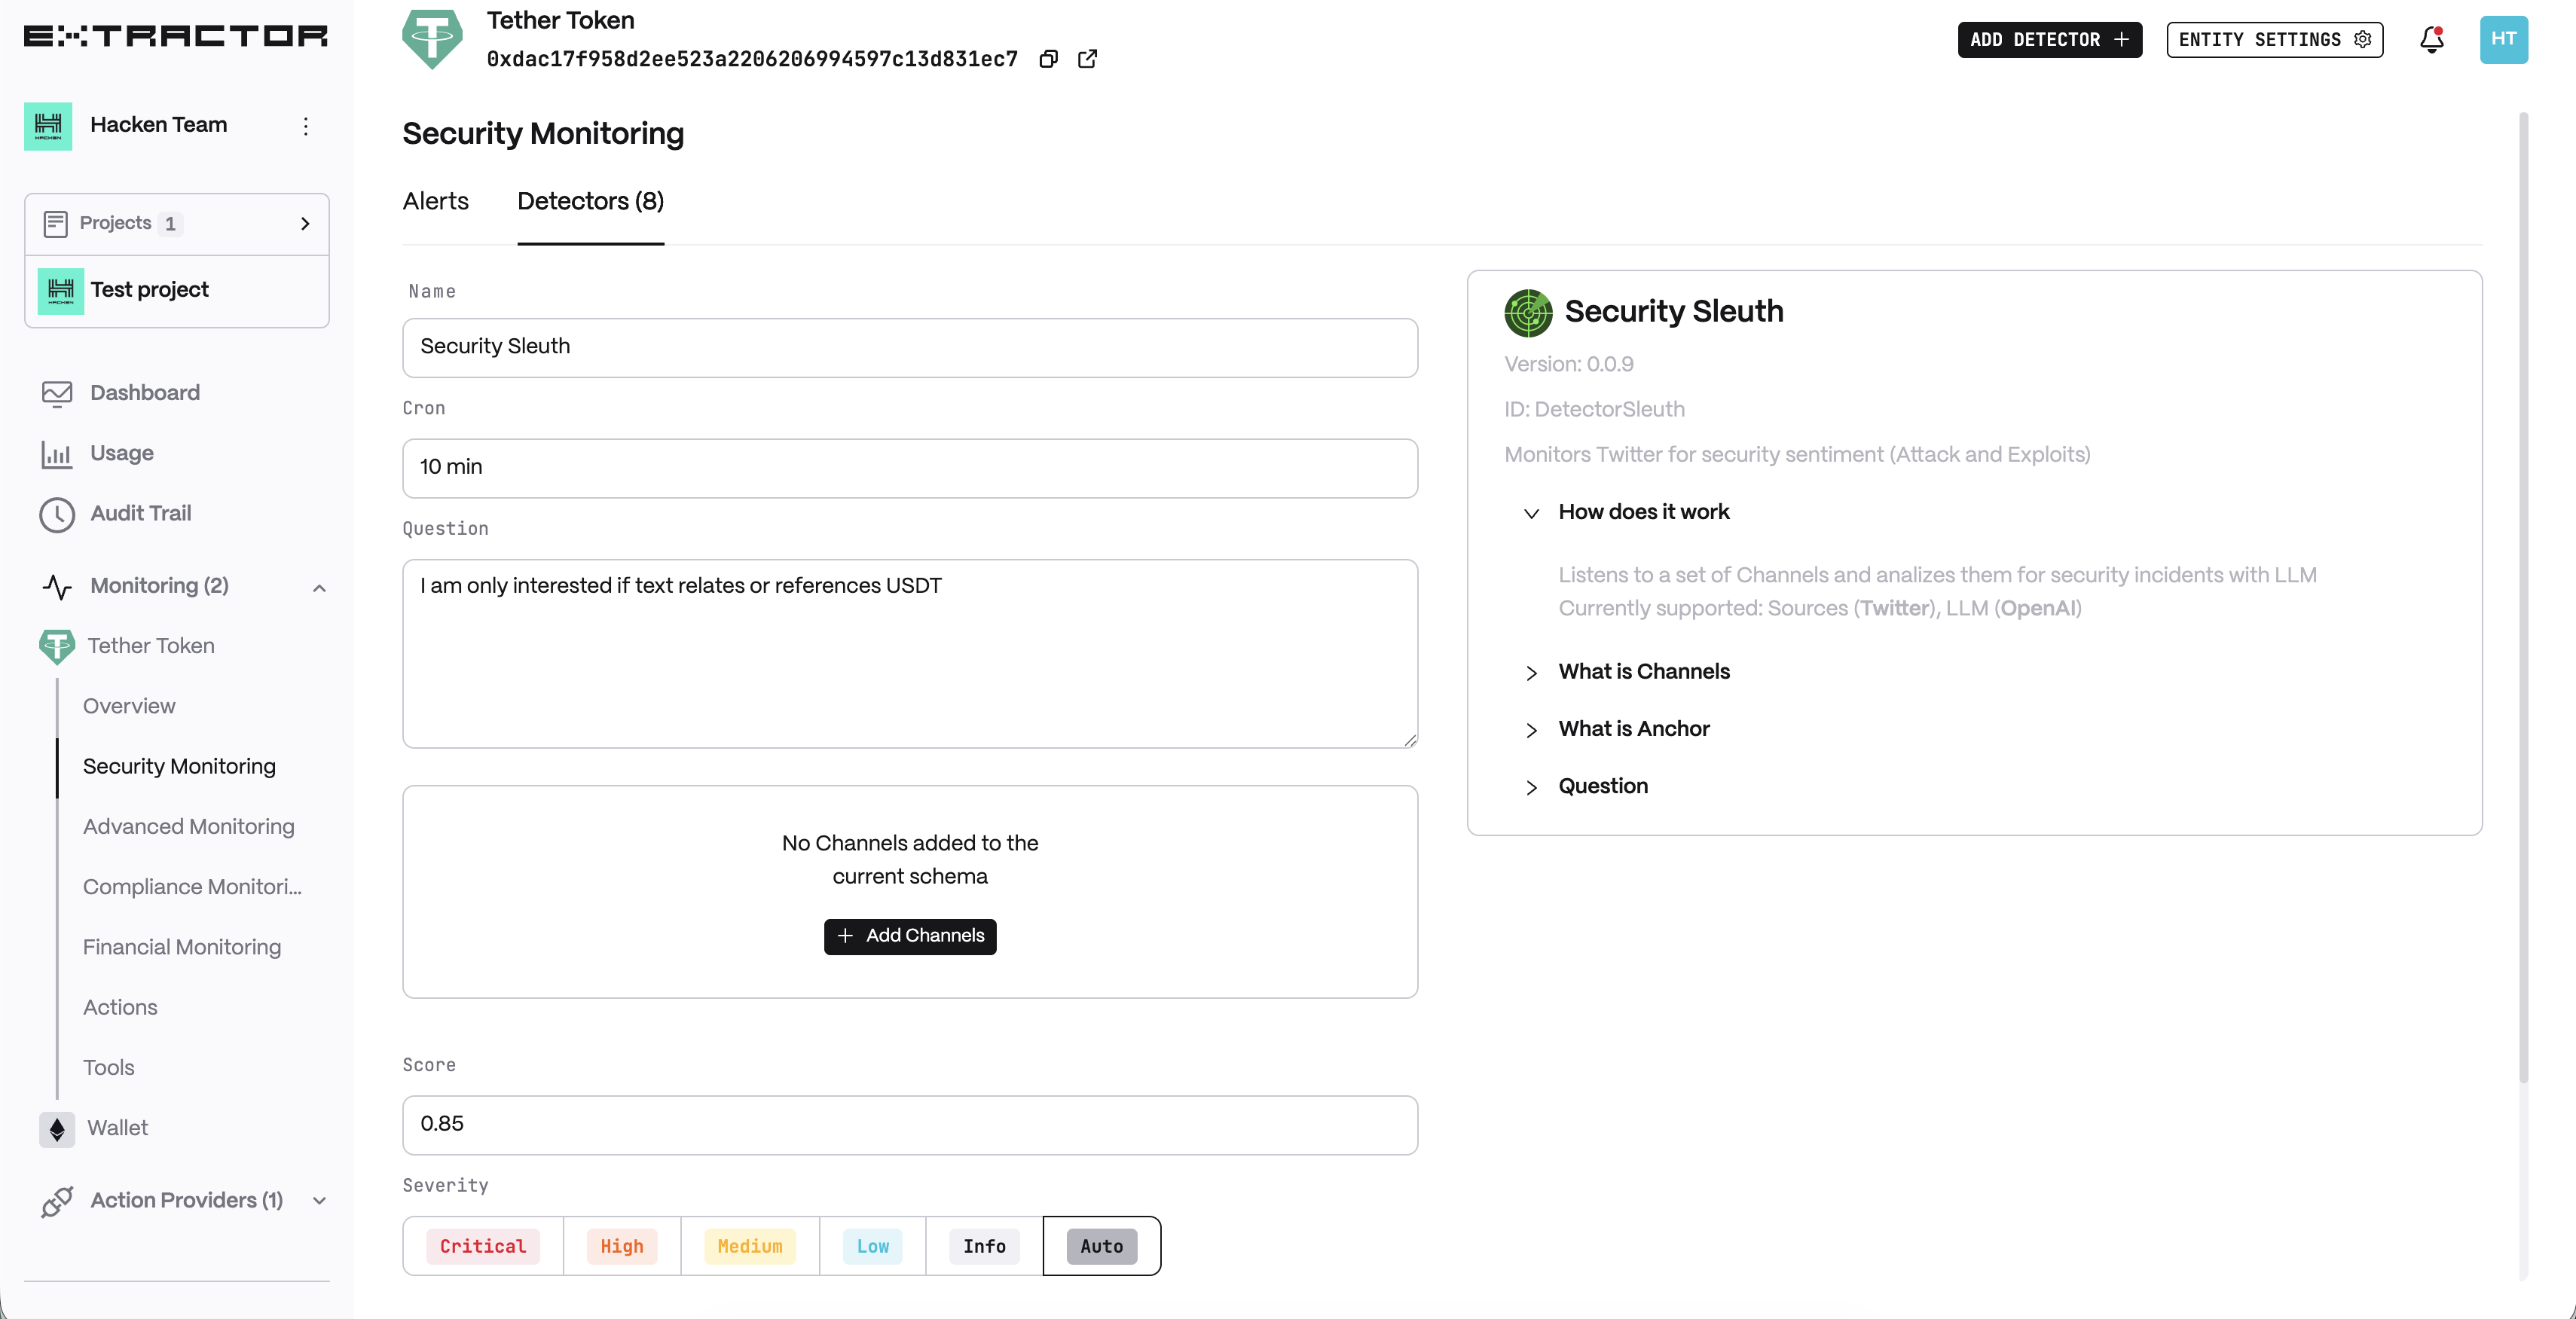 EXTRACTOR
Hacken Team
Projects 1
Test project
Dashboard
Usage
Audit Trail
Monitoring (2)
Tether Token
Overview
Security Monitoring
Advanced Monitoring
Compliance Monitori...
Financial Monitoring
Actions
Tools
Wallet
Action Providers (1)
Tether Token
0xdac17f958d2ee523a2206206994597c13d831ec7
ADD DETECTOR
ENTITY SETTINGS
HT
Security Monitoring
Alerts
Detectors (8)
Name
Security Sleuth
Cron
10 min
Question
I am only interested if text relates or references USDT
No Channels added to the
current schema
Add Channels
Score
0.85
Severity
Critical
High
Medium
Low
Info
Auto
Security Sleuth
Version: 0.0.9
ID: DetectorSleuth
Monitors Twitter for security sentiment (Attack and Exploits)
How does it work
Listens to a set of Channels and analizes them for security incidents with LLM
Currently supported: Sources (Twitter), LLM (OpenAI)
What is Channels
What is Anchor
Question